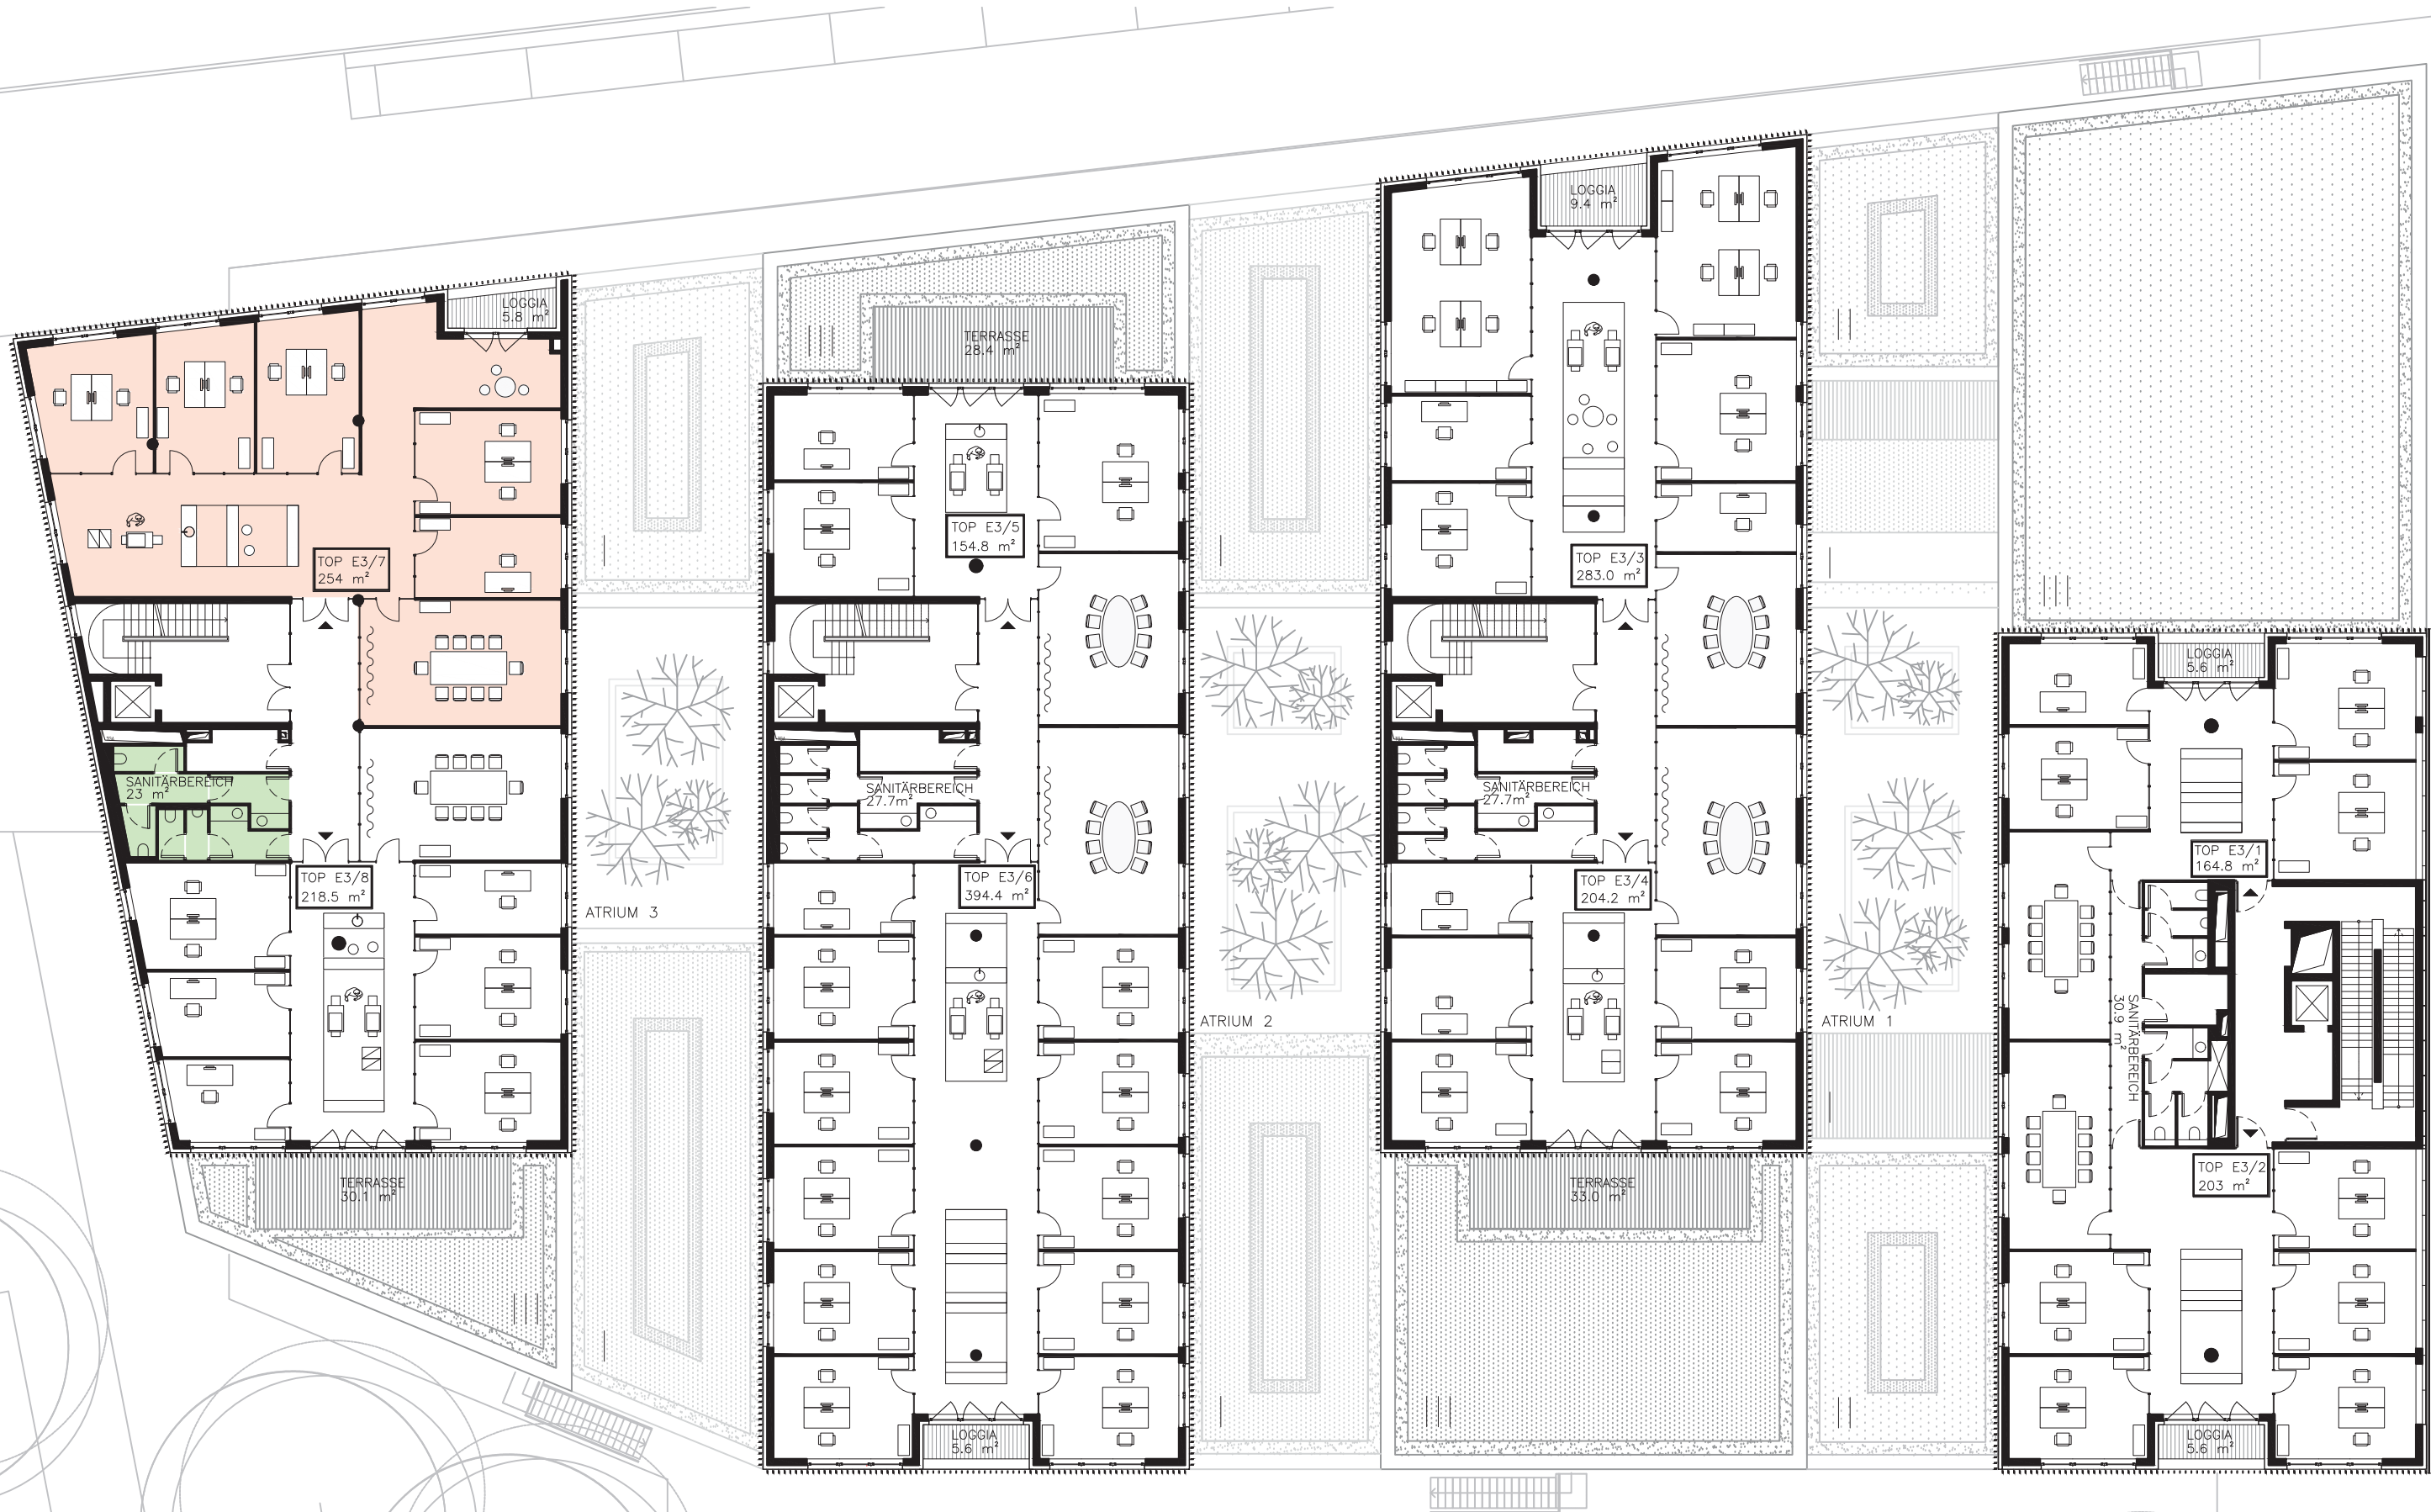 LOGGIA
5.8 m²
TOP E3/7
254 m²
SANITÄRBEREICH
23 m²
TOP E3/8
218.5 m²
TERRASSE
30.1 m²
ATRIUM 3
TERRASSE
28.4 m²
TOP E3/5
154.8 m²
SANITÄRBEREICH
27.7m²
TOP E3/6
394.4 m²
LOGGIA
5.6 m²
ATRIUM 2
LOGGIA
9.4 m²
TOP E3/3
283.0 m²
SANITÄRBEREICH
27.7m²
TOP E3/4
204.2 m²
TERRASSE
33.0 m²
ATRIUM 1
LOGGIA
5.6 m²
TOP E3/1
164.8 m²
SANITÄRBEREICH
30.9 m²
TOP E3/2
203 m²
LOGGIA
5.6 m²